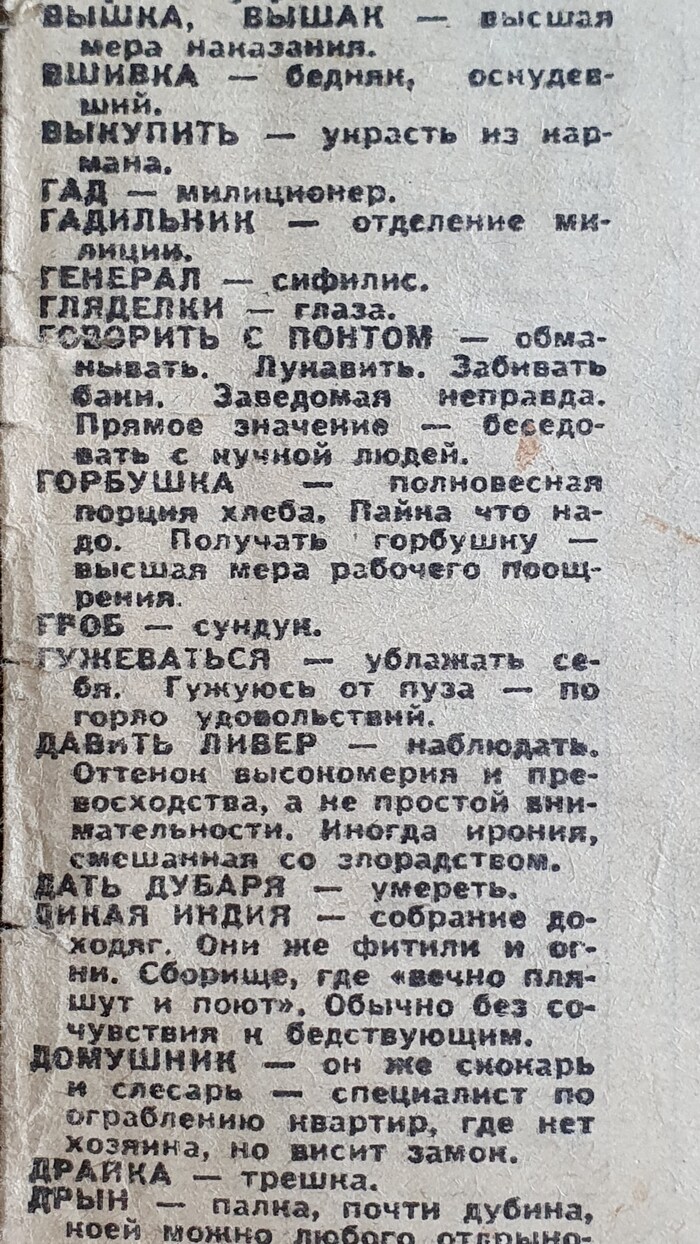 ВЫШКА, ВЫШАК — высшая
мера наказания.
ВШИВКА — бедняк, оскудев-
ший.
ВЫКУПИТЬ — украсть из кар-
мана.
ГАД — милиционер.
ГАДИЛЬНИК — отделение ми-
лиции.
ГЕНЕРАЛ — сифилис.
ГЛЯДЕЛКИ — глаза.
ГОВОРИТЬ С ПОНТОМ — обма-
нывать. Лукавить. Забивать
баки. Заведомая неправда.
Прямое значение — беседо-
вать с кучкой людей.
ГОРБУШКА — полновесная
порция хлеба. Пайка что на-
до. Получать горбушку —
высшая мера рабочего поощ-
рения.
ГРОБ — сундук.
ГУЖЕВАТЬСЯ — ублажать се-
бя. Гужуюсь от пуза — по
горло удовольствий.
ДАВИТЬ ЛИВЕР — наблюдать.
Оттенок высокомерия и пре-
восходства, а не простой вни-
мательности. Иногда ирония,
смешанная со злорадством.
ДАТЬ ДУБАРЯ — умереть.
ДИКАЯ ИНДИЯ — собрание до-
ходяг. Они же фитили и ог-
ни. Сборище, где «вечно пля-
шут и поют». Обычно без со-
чувствия к бедствующим.
ДОМУШНИК — он же скокарь
и слесарь — специалист по
ограблению квартир, где нет
хозяина, но висит замок.
ДРАЙКА — трешка.
ДРЫН — палка, почти дубина,
коей можно любого отдрыно-